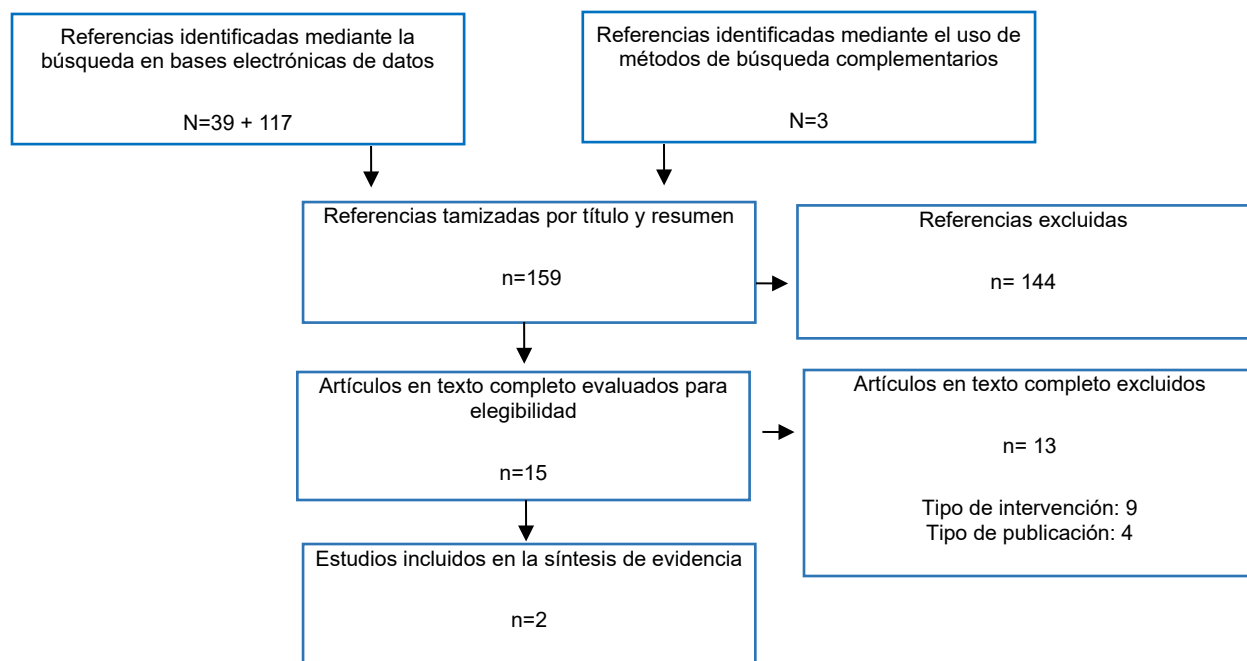 Referencias identificadas mediante la
búsqueda en bases electrónicas de datos
N=39 + 117
Referencias identificadas mediante el uso de
métodos de búsqueda complementarios
N=3
Referencias tamizadas por título y resumen
n=159
Referencias excluidas
n= 144
Artículos en texto completo evaluados para
elegibilidad
n=15
Artículos en texto completo excluidos
n= 13
Tipo de intervención: 9
Tipo de publicación: 4
Estudios incluidos en la síntesis de evidencia
n=2